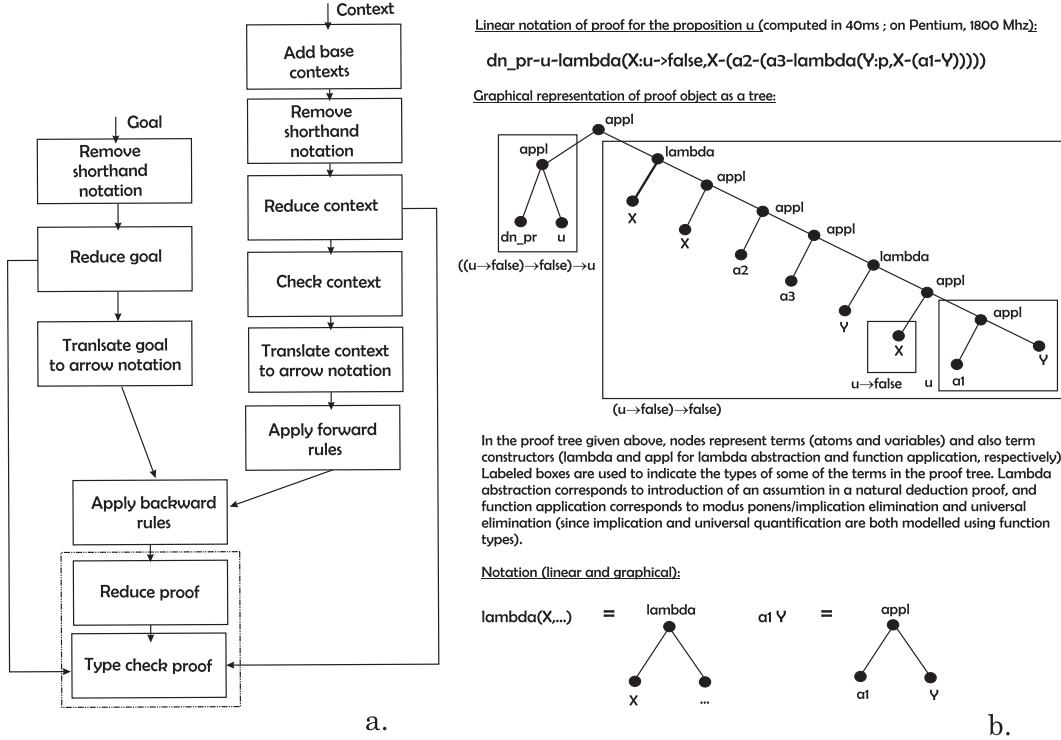 Context
Add base
contexts
Remove
shorthand
notation
Goal
Remove
shorthand
notation
Reduce context
Reduce goal
Check context
Tranlsate goal
to arrow notation
Translate context
to arrow notation
Apply forward
rules
Apply backward
rules
Reduce proof
Type check proof
a.
Linear notation of proof for the proposition u (computed in 40ms ; on Pentium, 1800 Mhz):
dn_pr-u-lambda(X:u->false,X-(a2-(a3-lambda(Y:p,X-(a1-Y)))))
Graphical representation of proof object as a tree:
appl
appl
lambda
appl
X
dn_pr
u
X
appl
a2
appl
((u→false)→false)→u
a3
lambda
Y
appl
X
appl
a1
Y
u→false
u
(u→false)→false)
In the proof tree given above, nodes represent terms (atoms and variables) and also term
constructors (lambda and appl for lambda abstraction and function application, respectively)
Labeled boxes are used to indicate the types of some of the terms in the proof tree. Lambda
abstraction corresponds to introduction of an assumtion in a natural deduction proof, and
function application corresponds to modus ponens/implication elimination and universal
elimination (since implication and universal quantification are both modelled using function
types).
Notation (linear and graphical):
lambda(X,...)
=
lambda
X
...
a1 Y
=
appl
a1
Y
b.